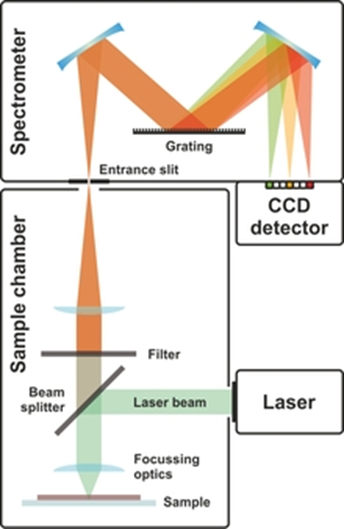 Spectrometer
Grating
Entrance slit
CCD
detector
Sample chamber
Filter
Beam
splitter
Laser beam
Laser
Focussing
optics
Sample